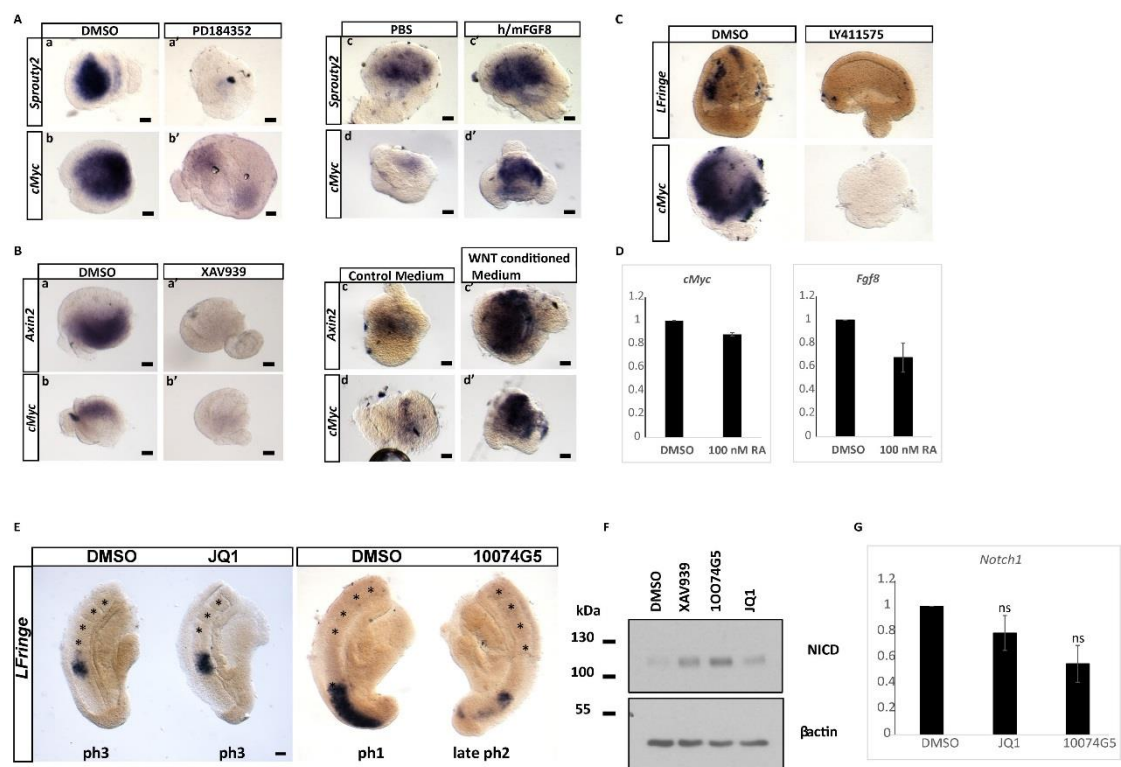 A
DMSO PD184352
a a'
Sprouty2
b b'
cMyc
PBS h/mFGF8
c c'
Sprouty2
d d'
cMyc
C
DMSO LY411575
LFringe
cMyc
B
DMSO XAV939
a a'
Axin2
b b'
cMyc
Control Medium
WNT conditioned
Medium
c c'
Axin2
d d'
cMyc
D
cMyc
1.2
1
0.8
0.6
0.4
0.2
0
DMSO 100 nM RA
Fgf8
1.2
1
0.8
0.6
0.4
0.2
0
DMSO 100 nM RA
E
DMSO JQ1 DMSO 10074G5
LFringe
* * * *
* * * *
* * * * *
* * * * *
ph3 ph3 ph1 late ph2
F
DMSO
XAV939
10074G5
JQ1
kDa
130
100
55
NICD
βactin
G
Notch1
1.2
1
0.8
0.6
0.4
0.2
0
ns
ns
DMSO JQ1 10074G5